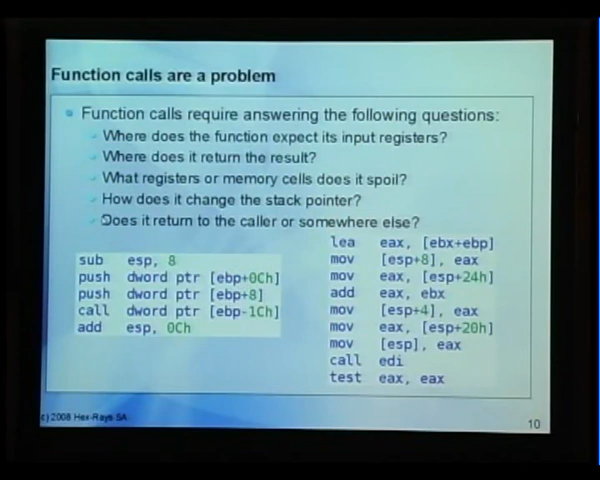 Function calls are a problem
Function calls require answering the following questions:
Where does the function expect its input registers?
Where does it return the result?
What registers or memory cells does it spoil?
How does it change the stack pointer?
Does it return to the caller or somewhere else?
sub esp, 8
push dword ptr [ebp+0Ch]
push dword ptr [ebp+8]
call dword ptr [ebp-1Ch]
add esp, 0Ch
lea eax, [ebx+ebp]
mov [esp+8], eax
mov eax, [esp+24h]
add eax, ebx
mov [esp+4], eax
mov eax, [esp+20h]
mov [esp], eax
call edi
test eax, eax
c) 2008 Hex-Rays SA
10